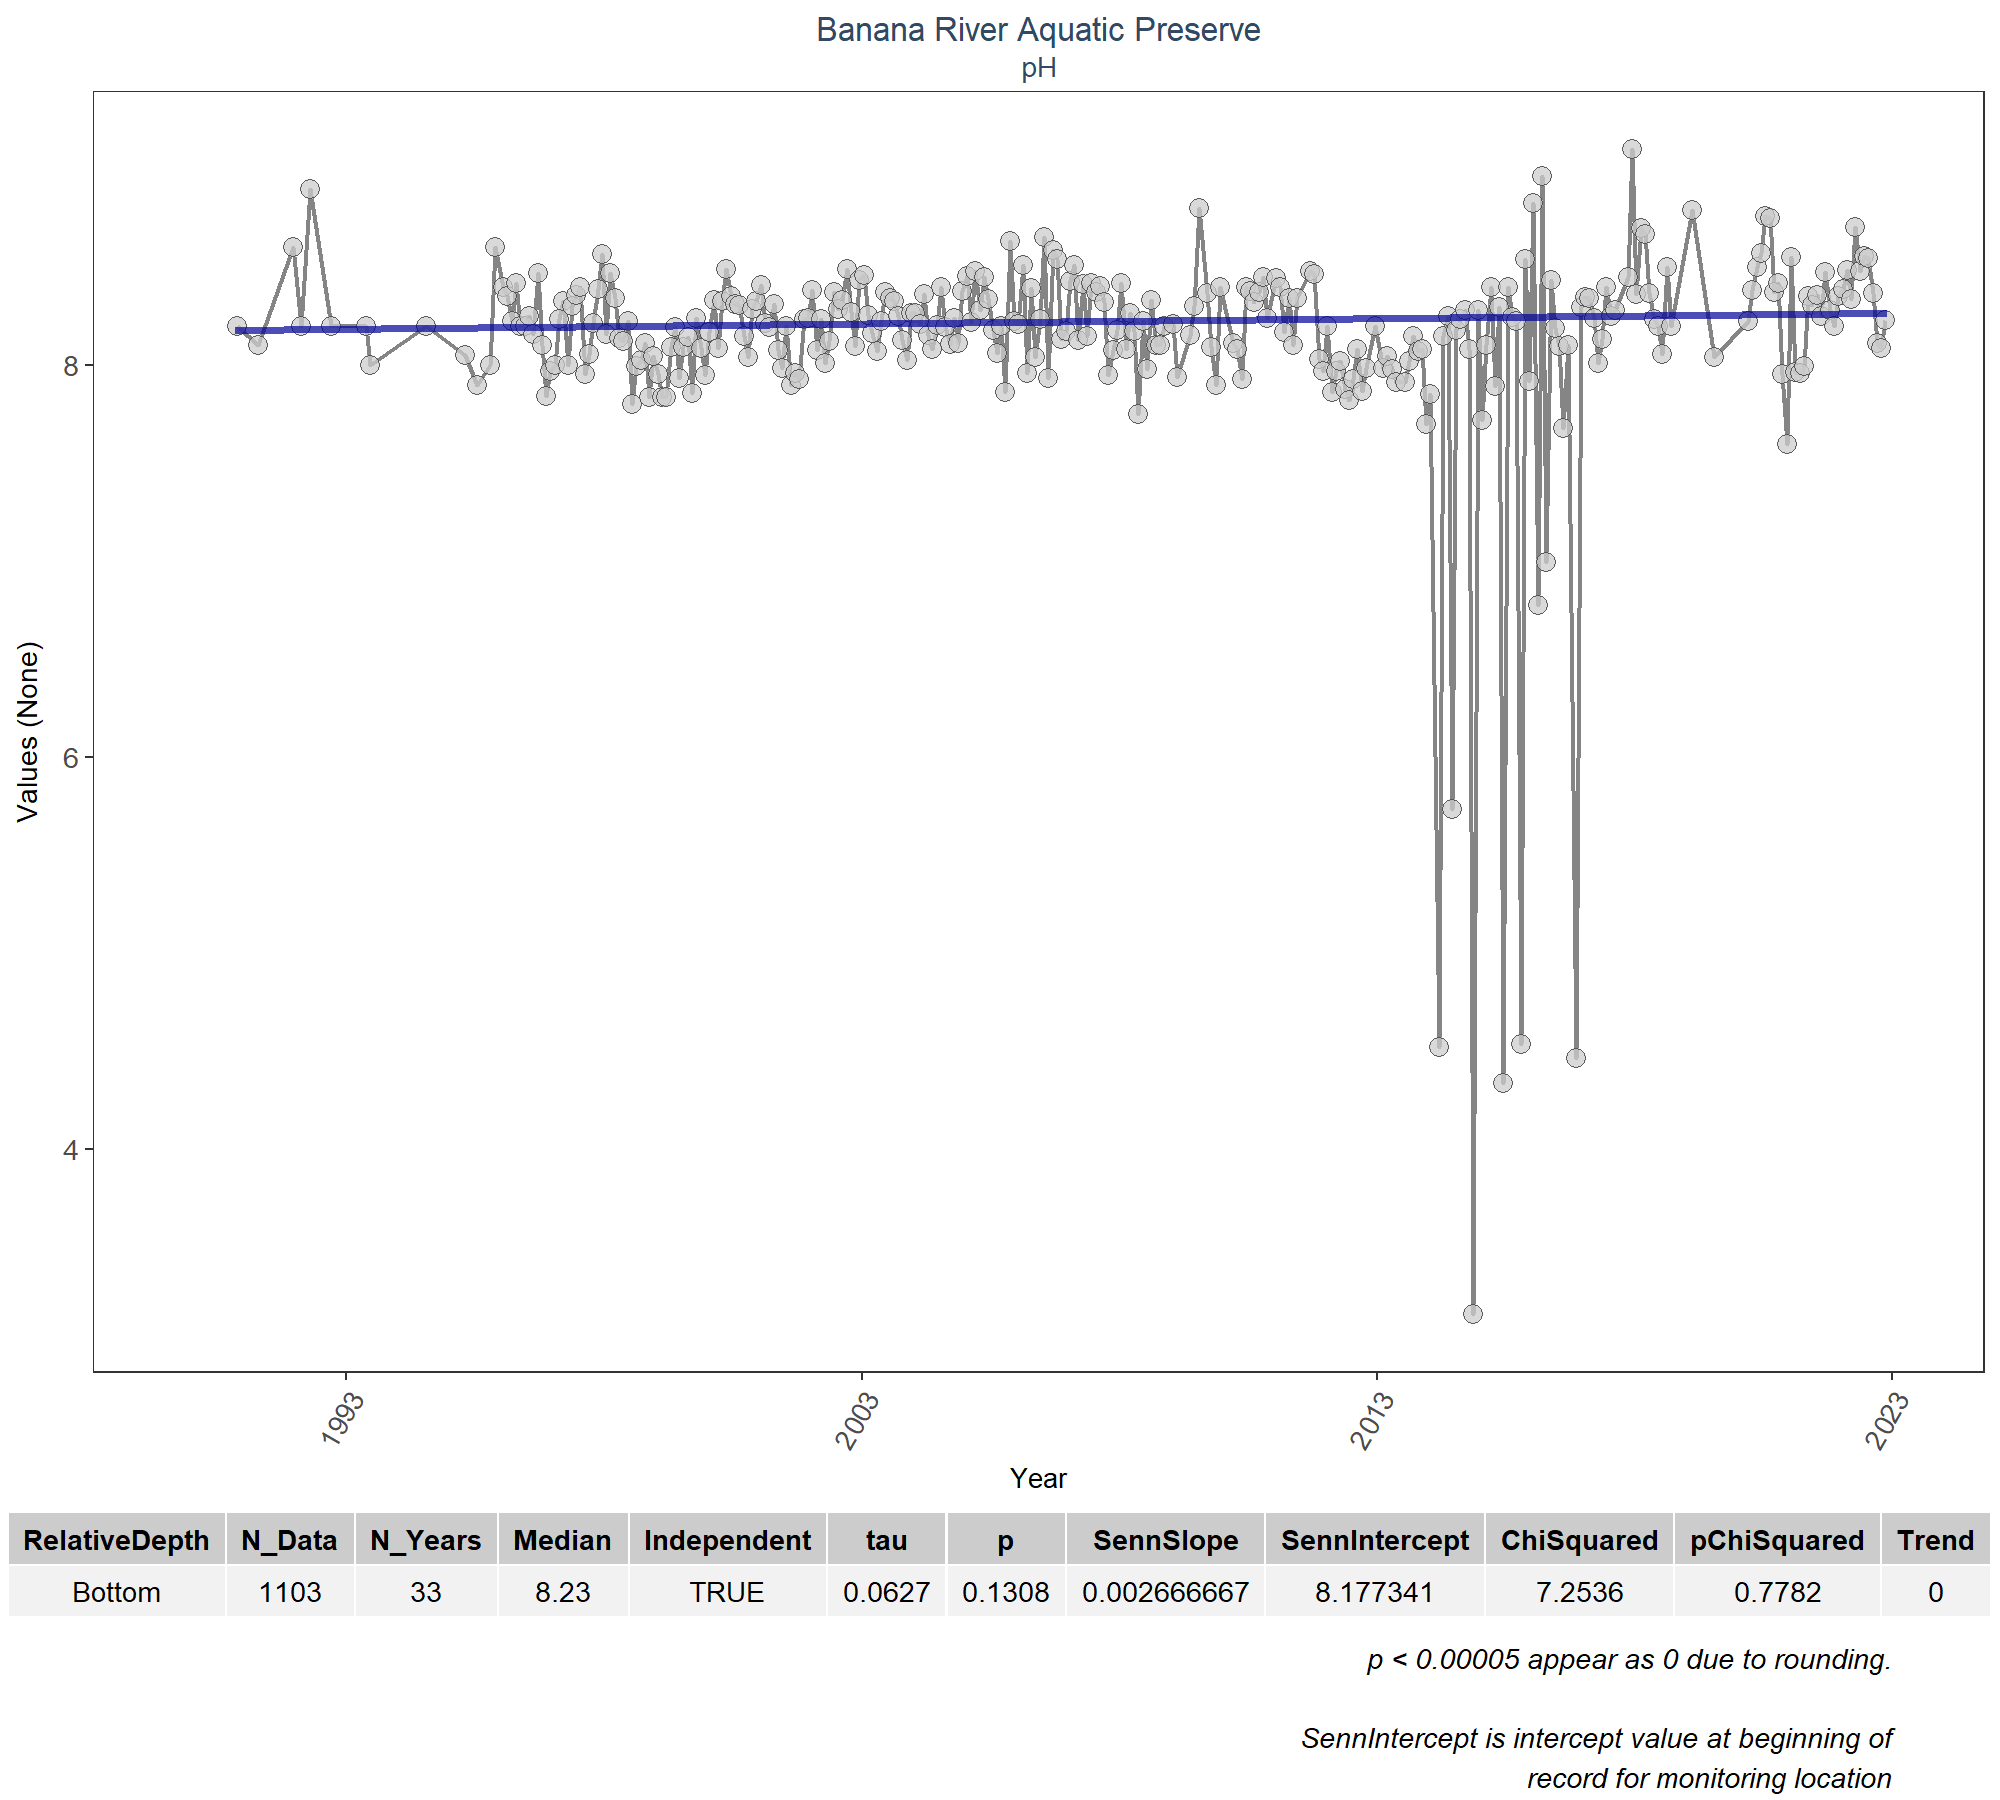 Banana River Aquatic Preserve
pH
Values (None)
8
6
4
1993
2003
2013
2023
Year
RelativeDepth N_Data N_Years Median Independent tau p SennSlope SennIntercept ChiSquared pChiSquared Trend
Bottom 1103 33 8.23 TRUE 0.0627 0.1308 0.002666667 8.177341 7.2536 0.7782 0
p < 0.00005 appear as 0 due to rounding.
SennIntercept is intercept value at beginning of
record for monitoring location